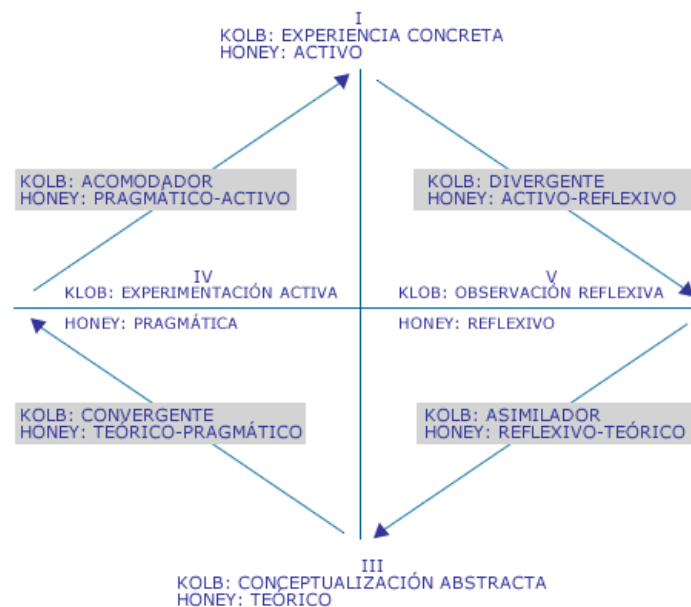 I
KOLB: EXPERIENCIA CONCRETA
HONEY: ACTIVO
KOLB: ACOMODADOR
HONEY: PRAGMÁTICO-ACTIVO
KOLB: DIVERGENTE
HONEY: ACTIVO-REFLEXIVO
IV
KLOB: EXPERIMENTACIÓN ACTIVA
HONEY: PRAGMÁTICA
V
KLOB: OBSERVACIÓN REFLEXIVA
HONEY: REFLEXIVO
KOLB: CONVERGENTE
HONEY: TEÓRICO-PRAGMÁTICO
KOLB: ASIMILADOR
HONEY: REFLEXIVO-TEÓRICO
III
KOLB: CONCEPTUALIZACIÓN ABSTRACTA
HONEY: TEÓRICO